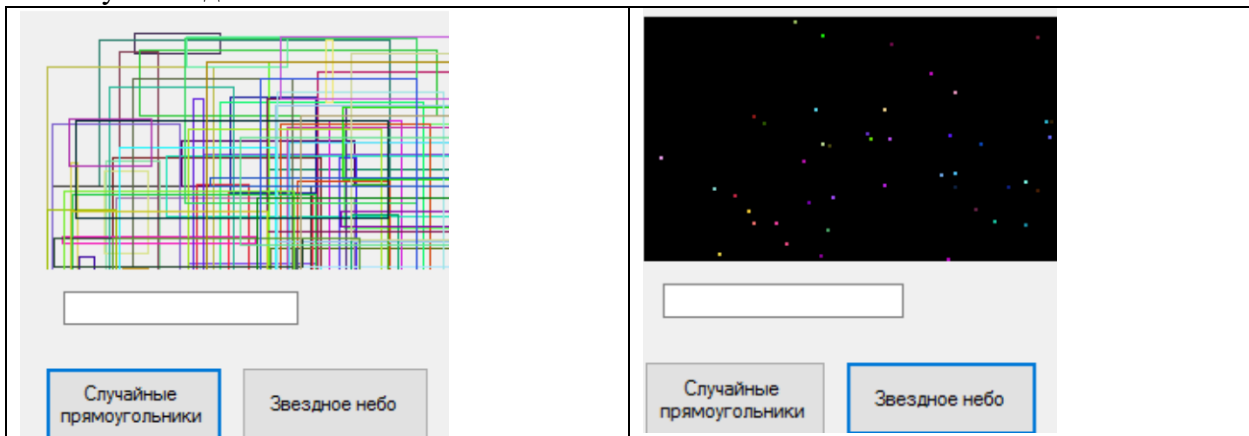 Случайные
прямоугольники
Звездное небо
Случайные
прямоугольники
Звездное небо